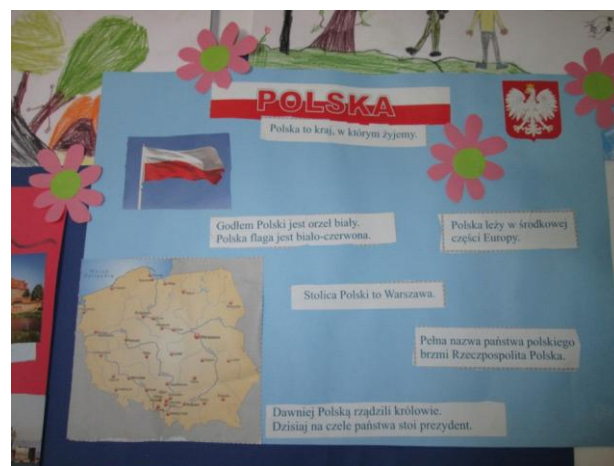 POLSKA
Polska to kraj, w którym żyjemy.
Godłem Polski jest orzeł biały.
Polska flaga jest biało-czerwona.
Polska leży w środkowej
części Europy.
Stolica Polski to Warszawa.
Pełna nazwa państwa polskiego
brzmi Rzeczpospolita Polska.
Dawniej Polską rządzili królowie.
Dzisiaj na czele państwa stoi prezydent.